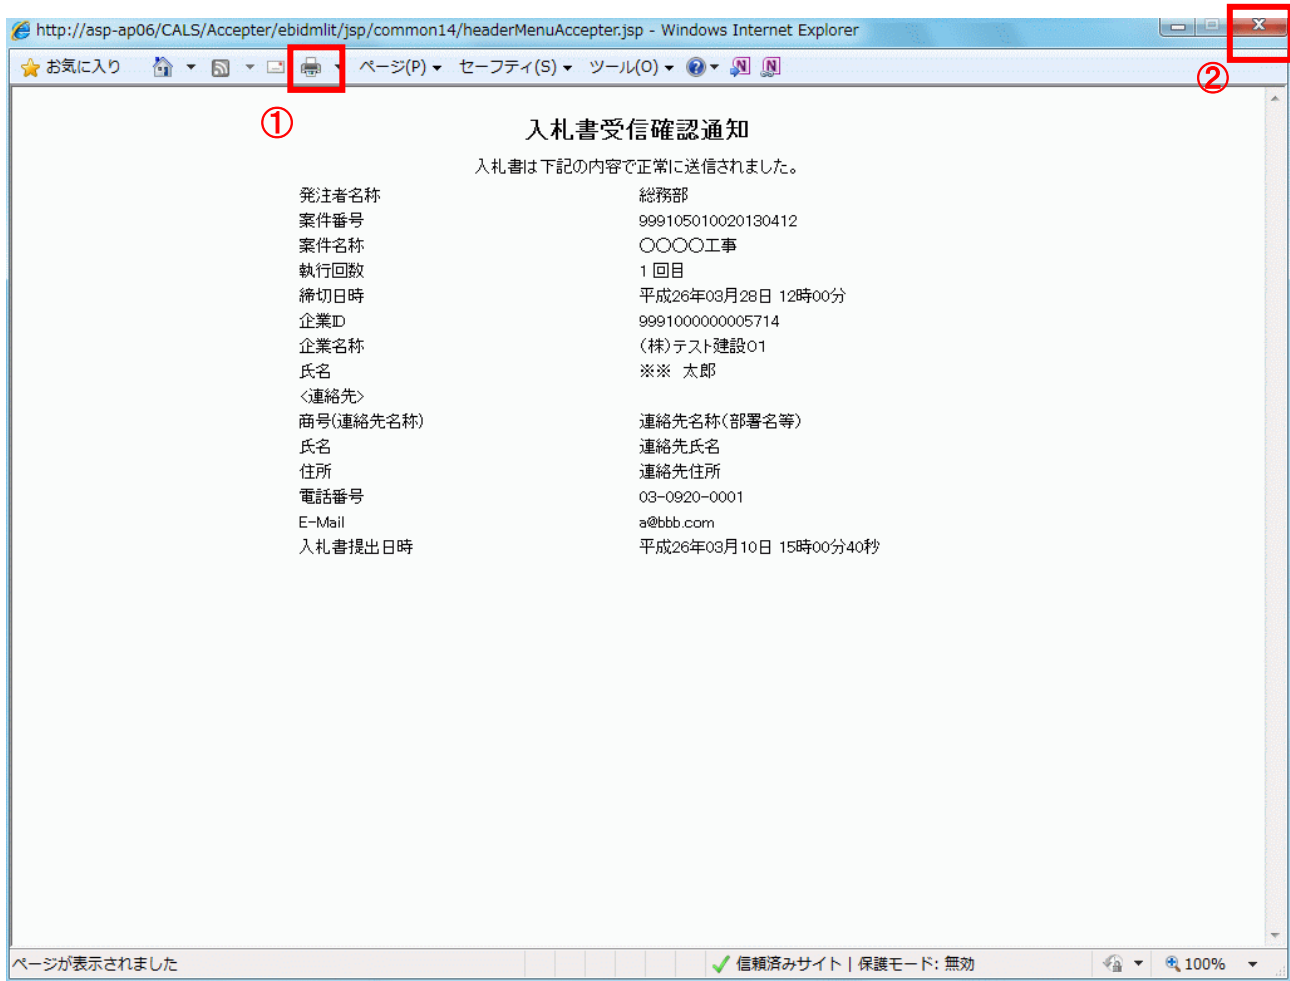 http://asp-ap06/CALS/Accepter/ebidmlit/jsp/common14/headerMenuAccepter.jsp - Windows Internet Explorer
お気に入り ページ(P) セーフティ(S) ツール(O)
① ②
入札書受信確認通知
入札書は下記の内容で正常に送信されました。
発注者名称 総務部
案件番号 999105010020130412
案件名称 〇〇〇〇工事
執行回数 1 回目
締切日時 平成26年03月28日 12時00分
企業ID 9991000000005714
企業名称 (株)テスト建設01
氏名 ※※ 太郎
<連絡先>
商号(連絡先名称) 連絡先名称(部署名等)
氏名 連絡先氏名
住所 連絡先住所
電話番号 03-0920-0001
E-Mail a@bbb.com
入札書提出日時 平成26年03月10日 15時00分40秒
ページが表示されました 信頼済みサイト | 保護モード: 無効 100%